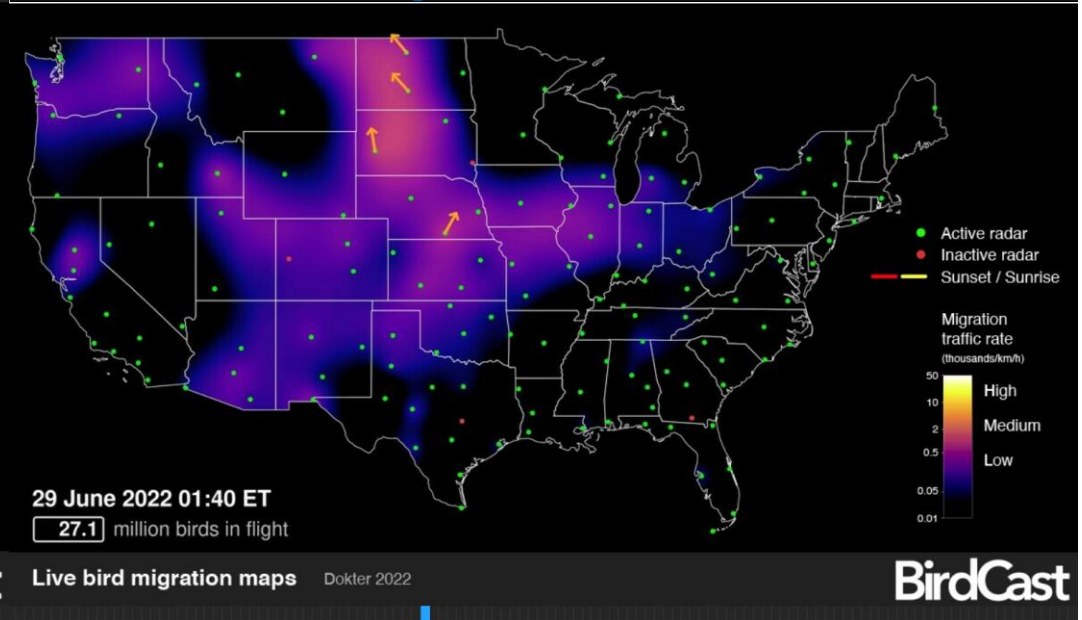 Active radar
Inactive radar
Sunset / Sunrise
Migration
traffic rate
(thousands/km/h)
50
10
2
0.5
0.05
0.01
High
Medium
Low
29 June 2022 01:40 ET
27.1 million birds in flight
Live bird migration maps Dokter 2022
BirdCast